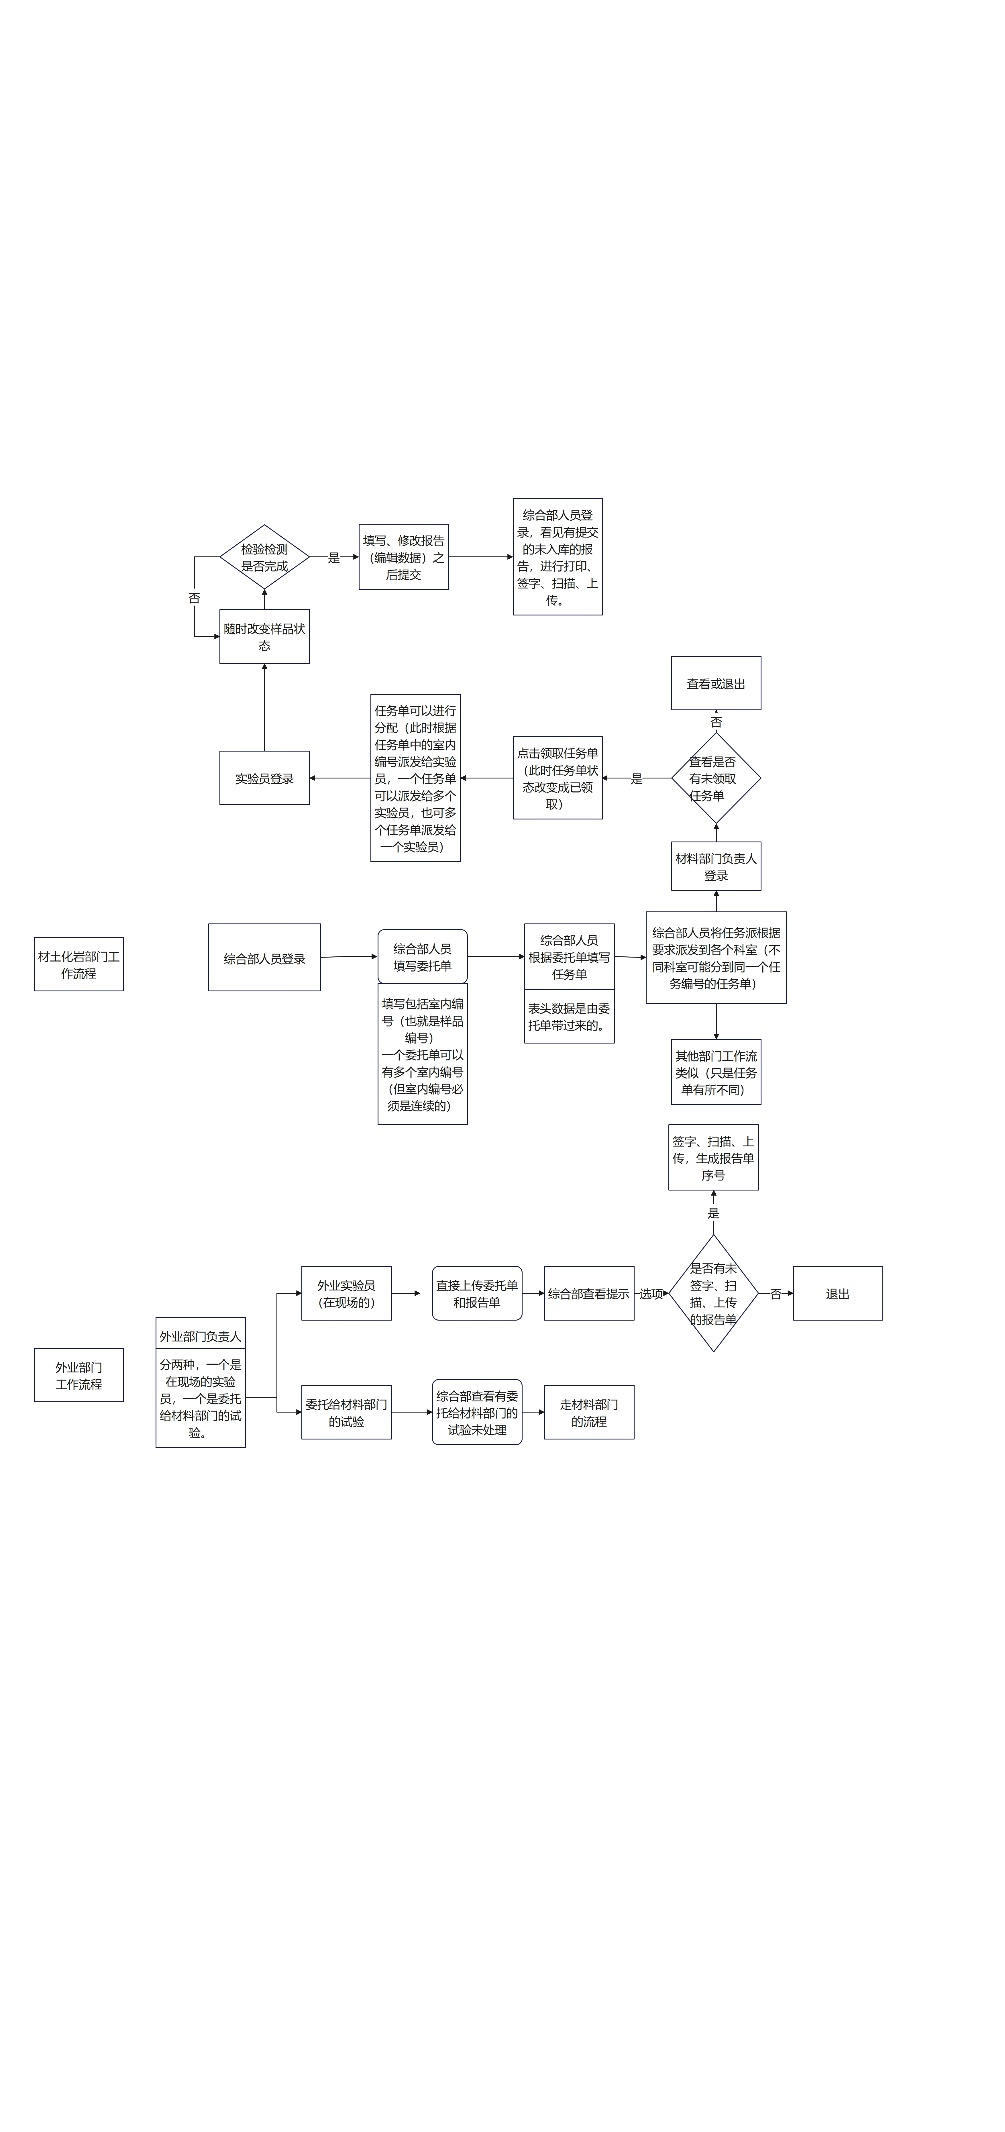 检验检测
是否完成
是
填写、修改报告
（编辑数据）之
后提交
综合部人员登
录，看见有提交
的未入库的报
告，进行打印、
签字、扫描、上
传。
否
随时改变样品状
态
查看或退出
否
任务单可以进行
分配（此时根据
任务单中的室内
编号派发给实验
员，一个任务单
可以派发给多个
实验员，也可多
个任务单派发给
一个实验员）
实验员登录
点击领取任务单
（此时任务单状
态改变成已领
取）
是
查看是否
有未领取
任务单
材料部门负责人
登录
材土化岩部门工
作流程
综合部人员登录
综合部人员
填写委托单
填写包括室内编
号（也就是样品
编号）
一个委托单可以
有多个室内编号
（但室内编号必
须是连续的）
综合部人员
根据委托单填写
任务单
表头数据是由委
托单带过来的。
综合部人员将任务派根据
要求派发到各个科室（不
同科室可能分到同一个任
务编号的任务单）
其他部门工作流
类似（只是任务
单有所不同）
签字、扫描、上
传，生成报告单
序号
是
外业实验员
（在现场的）
直接上传委托单
和报告单
综合部查看提示
选项
是否有未
签字、扫
描、上传
的报告单
否
退出
外业部门
工作流程
外业部门负责人
分两种，一个是
在现场的实验
员，一个是委托
给材料部门的试
验。
委托给材料部门
的试验
综合部查看有委
托给材料部门的
试验未处理
走材料部门
的流程